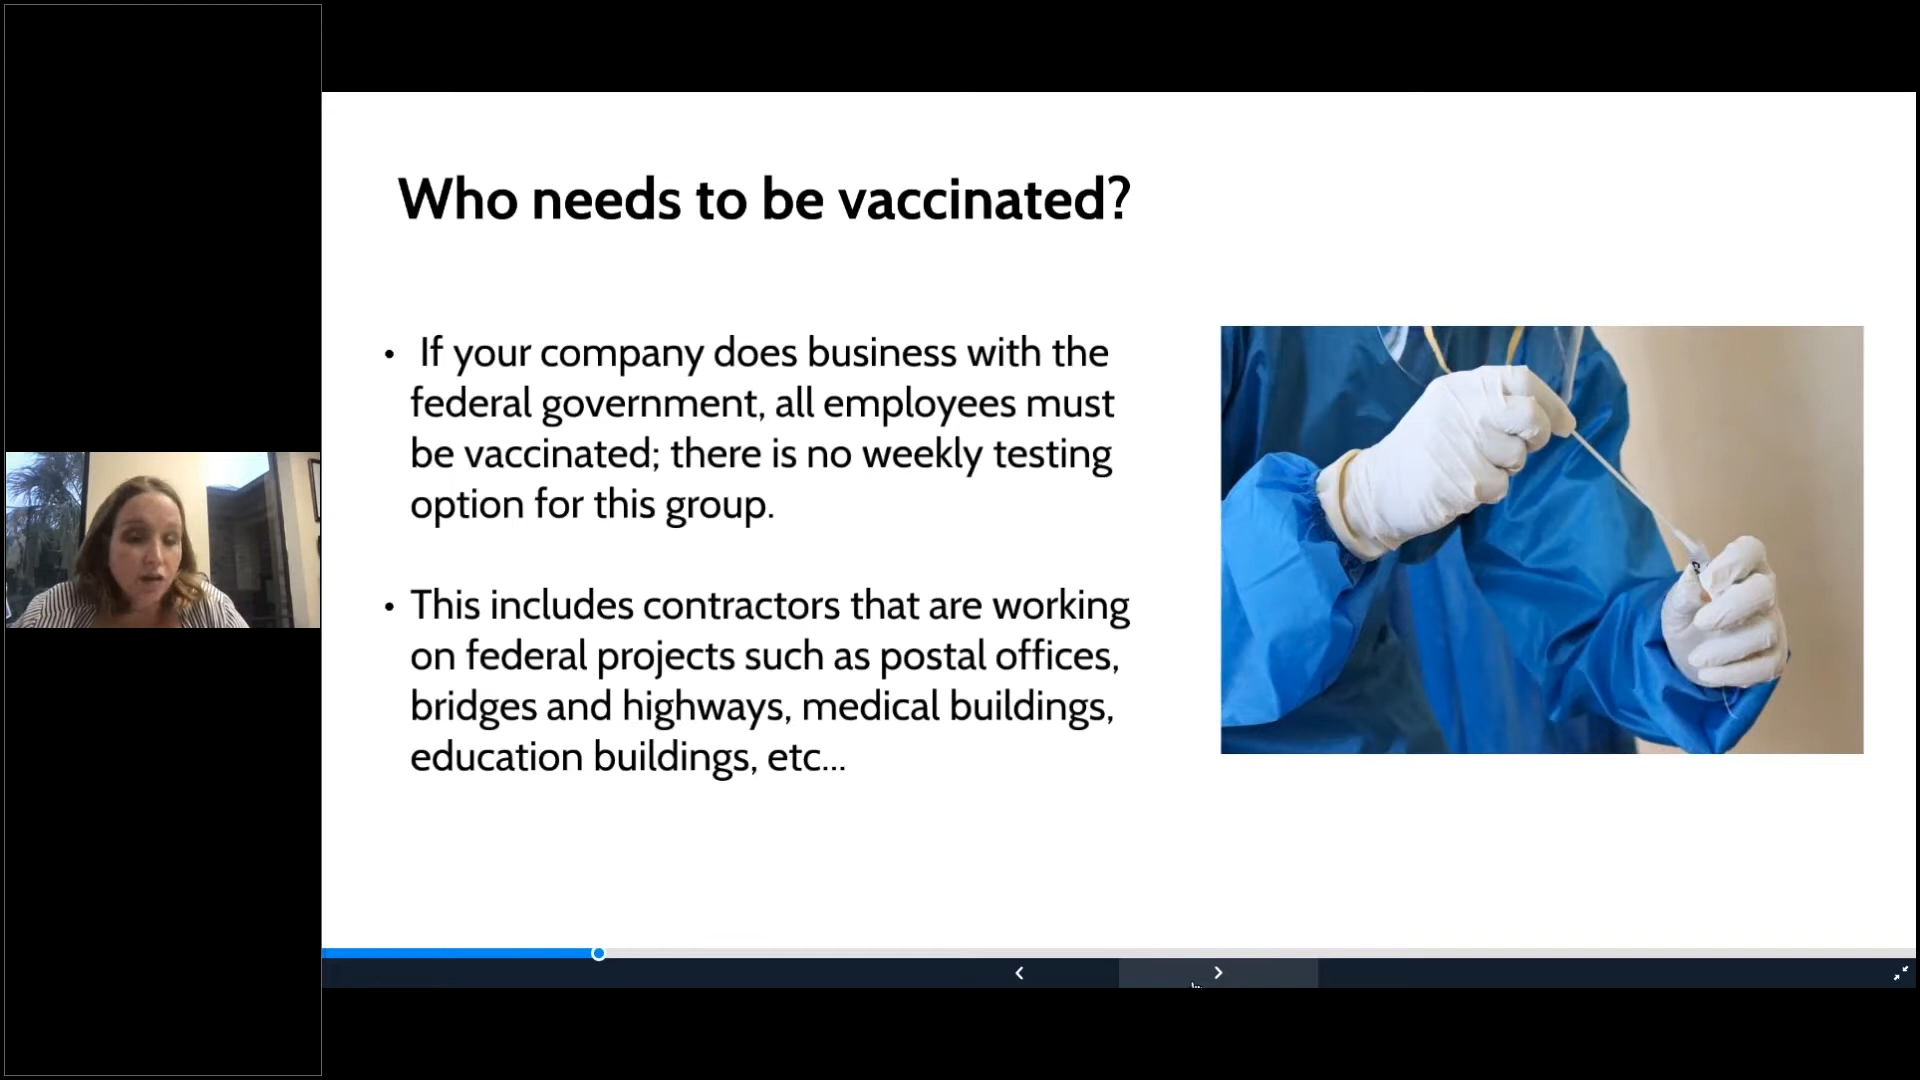 Who needs to be vaccinated?
• If your company does business with the
federal government, all employees must
be vaccinated; there is no weekly testing
option for this group.
• This includes contractors that are working
on federal projects such as postal offices,
bridges and highways, medical buildings,
education buildings, etc...